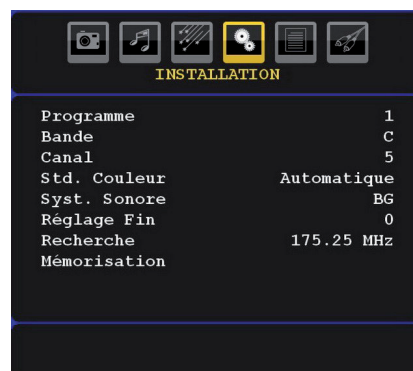 INSTALLATION
Programme 1
Bande C
Canal 5
Std. Couleur Automatique
Syst. Sonore BG
Réglage Fin 0
Recherche 175.25 MHz
Mémorisation